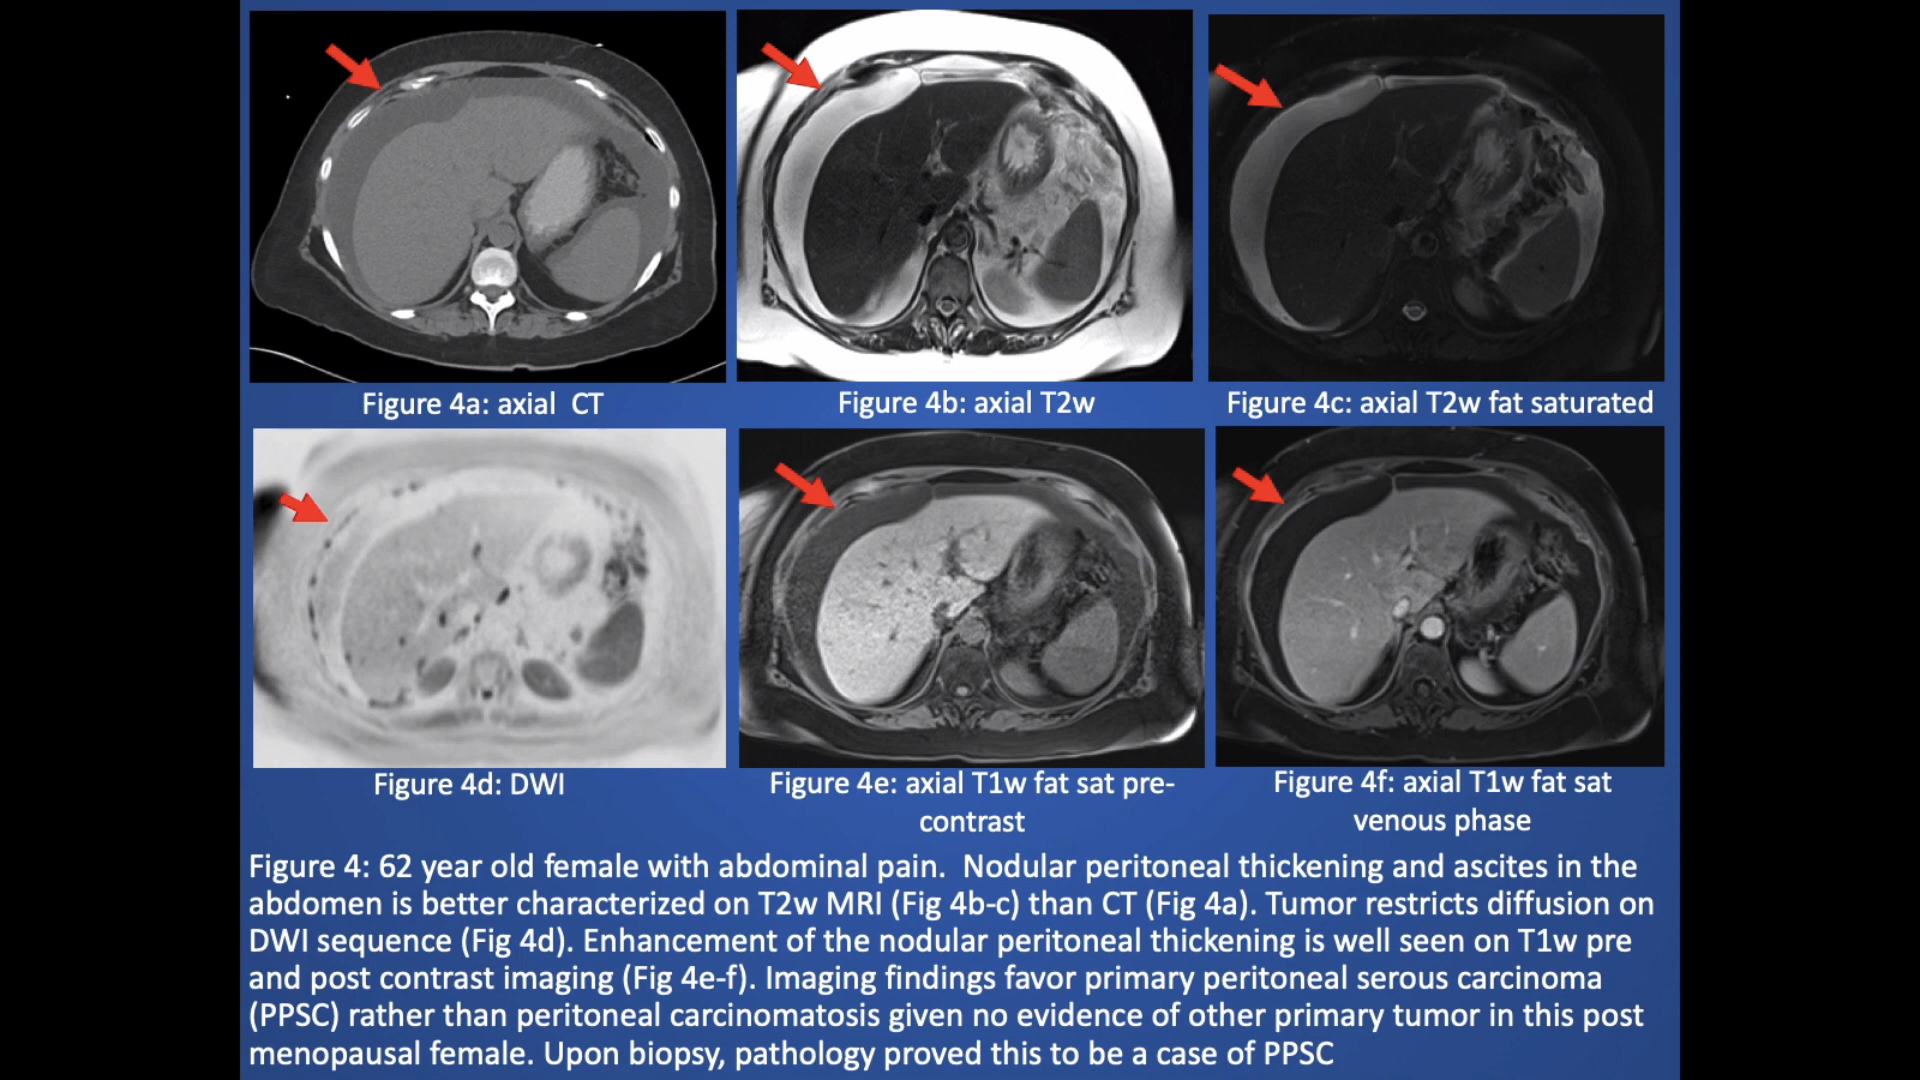 Figure 4a: axial CT
Figure 4b: axial T2w
Figure 4c: axial T2w fat saturated
Figure 4d: DWI
Figure 4e: axial T1w fat sat pre-
contrast
Figure 4f: axial T1w fat sat
venous phase
Figure 4: 62 year old female with abdominal pain. Nodular peritoneal thickening and ascites in the
abdomen is better characterized on T2w MRI (Fig 4b-c) than CT (Fig 4a). Tumor restricts diffusion on
DWI sequence (Fig 4d). Enhancement of the nodular peritoneal thickening is well seen on T1w pre
and post contrast imaging (Fig 4e-f). Imaging findings favor primary peritoneal serous carcinoma
(PPSC) rather than peritoneal carcinomatosis given no evidence of other primary tumor in this post
menopausal female. Upon biopsy, pathology proved this to be a case of PPSC